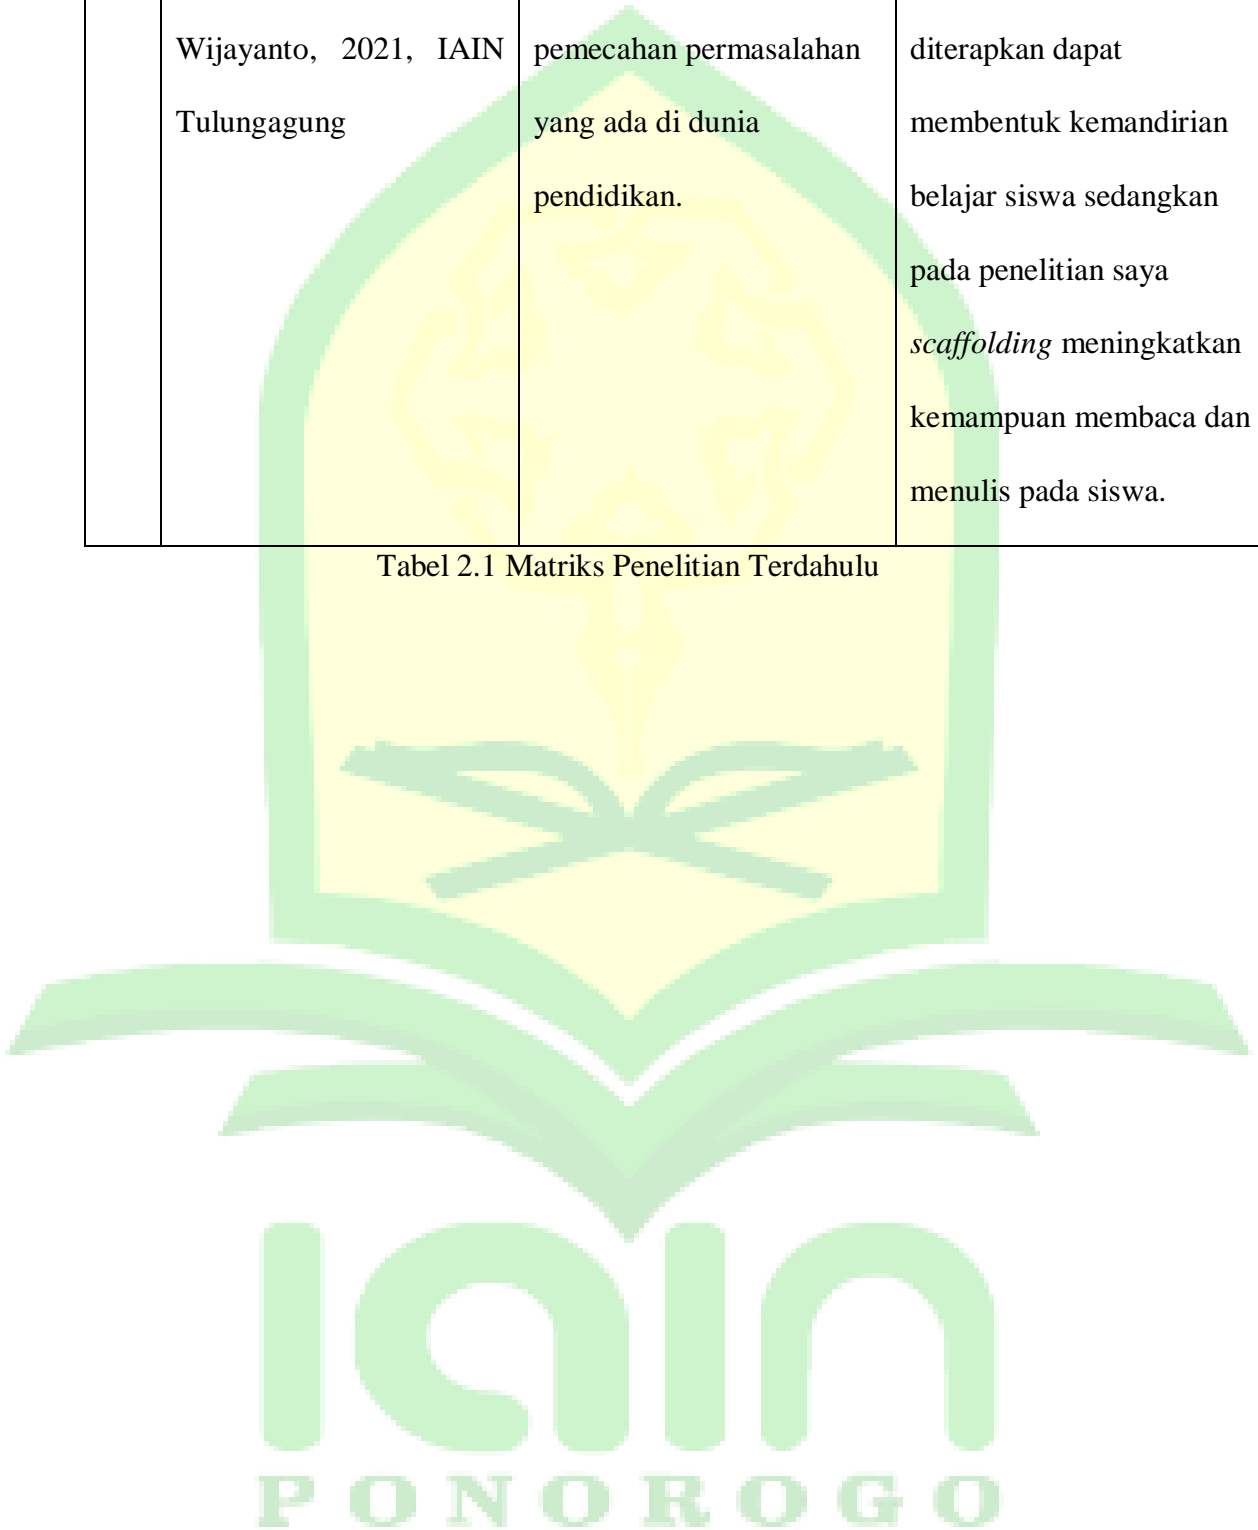 Wijayanto, 2021, IAIN
Tulungagung
pemecahan permasalahan
yang ada di dunia
pendidikan.
diterapkan dapat
membentuk kemandirian
belajar siswa sedangkan
pada penelitian saya
scaffolding meningkatkan
kemampuan membaca dan
menulis pada siswa.
Tabel 2.1 Matriks Penelitian Terdahulu
iain
PONOROGO